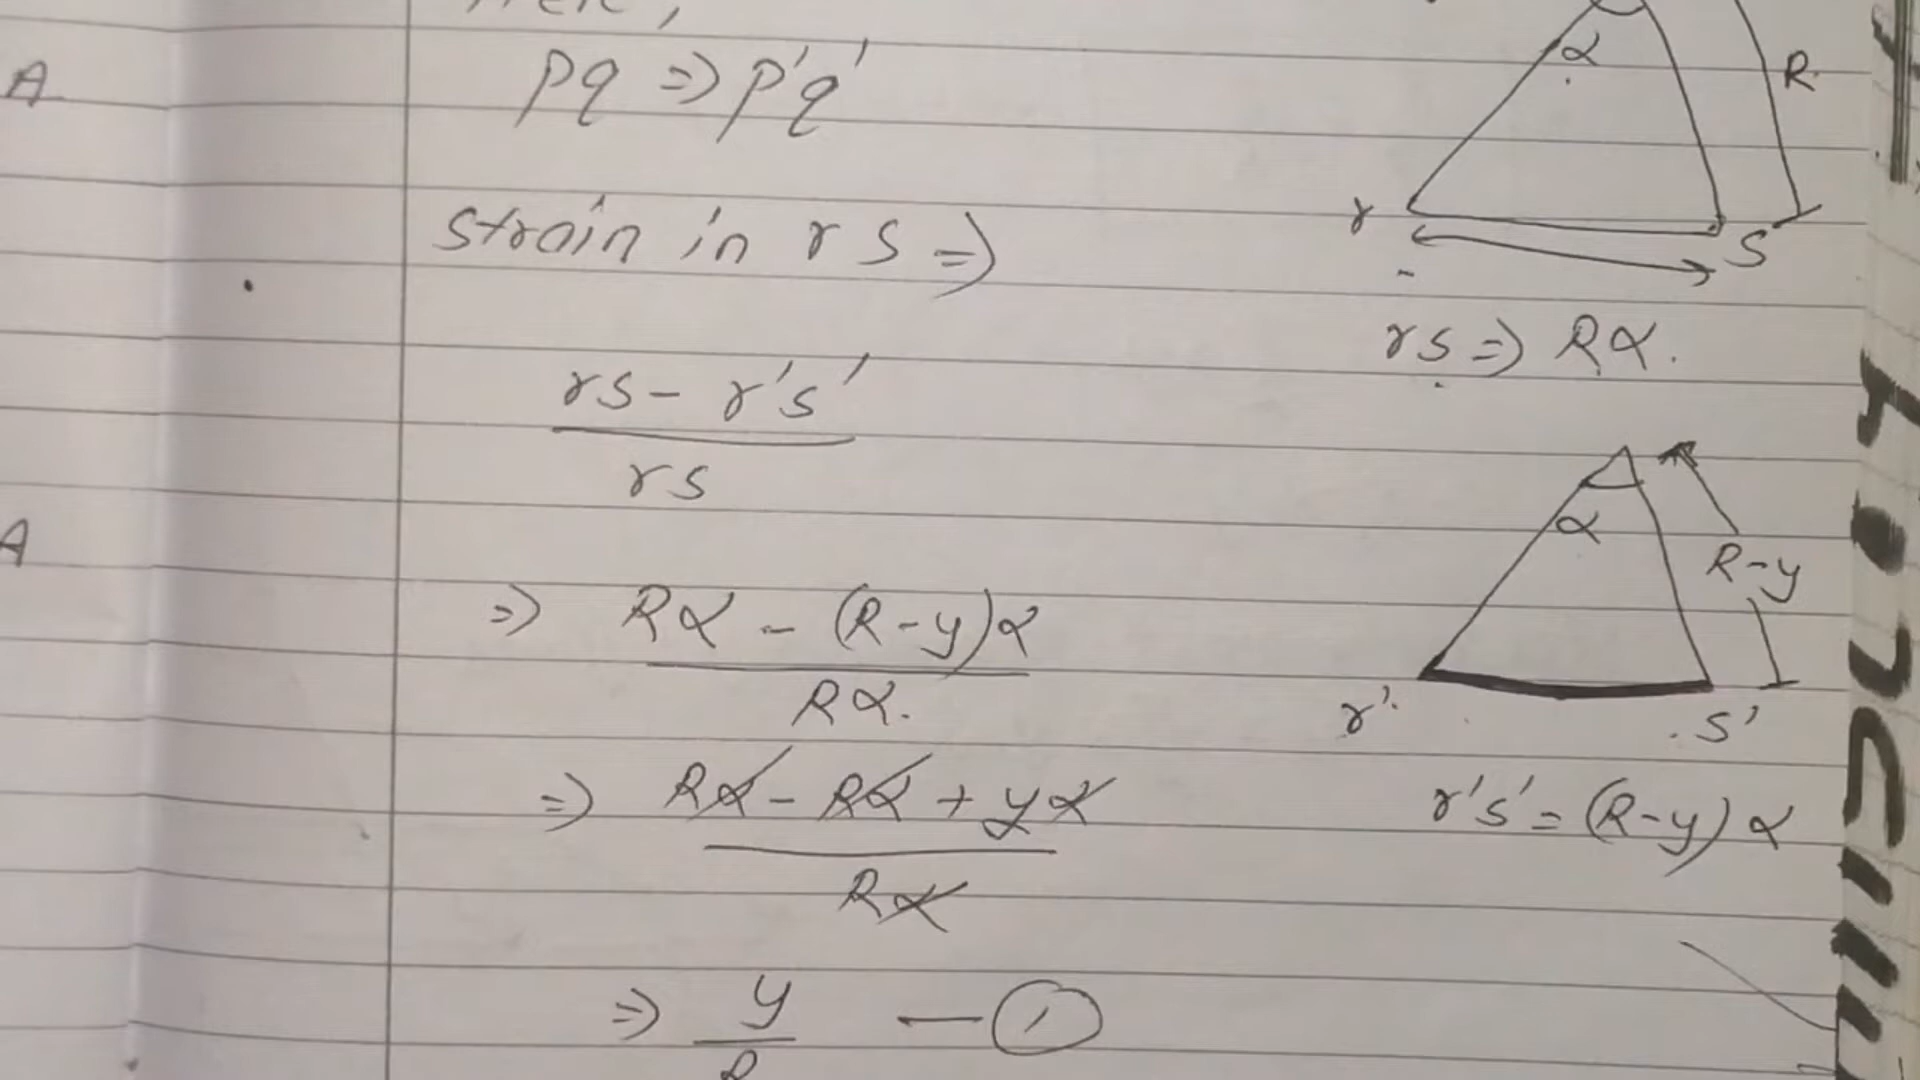 A
pq => p'q'
α
R
strain in rs =>
r
s
rs => Rα.
rs - r's'
rs
α
R-y
A
=> Rα - (R-y)α
Rα.
r'
s'
=> Rα - Rα + yα
Rα
r's' = (R-y)α
=> y — 1
R